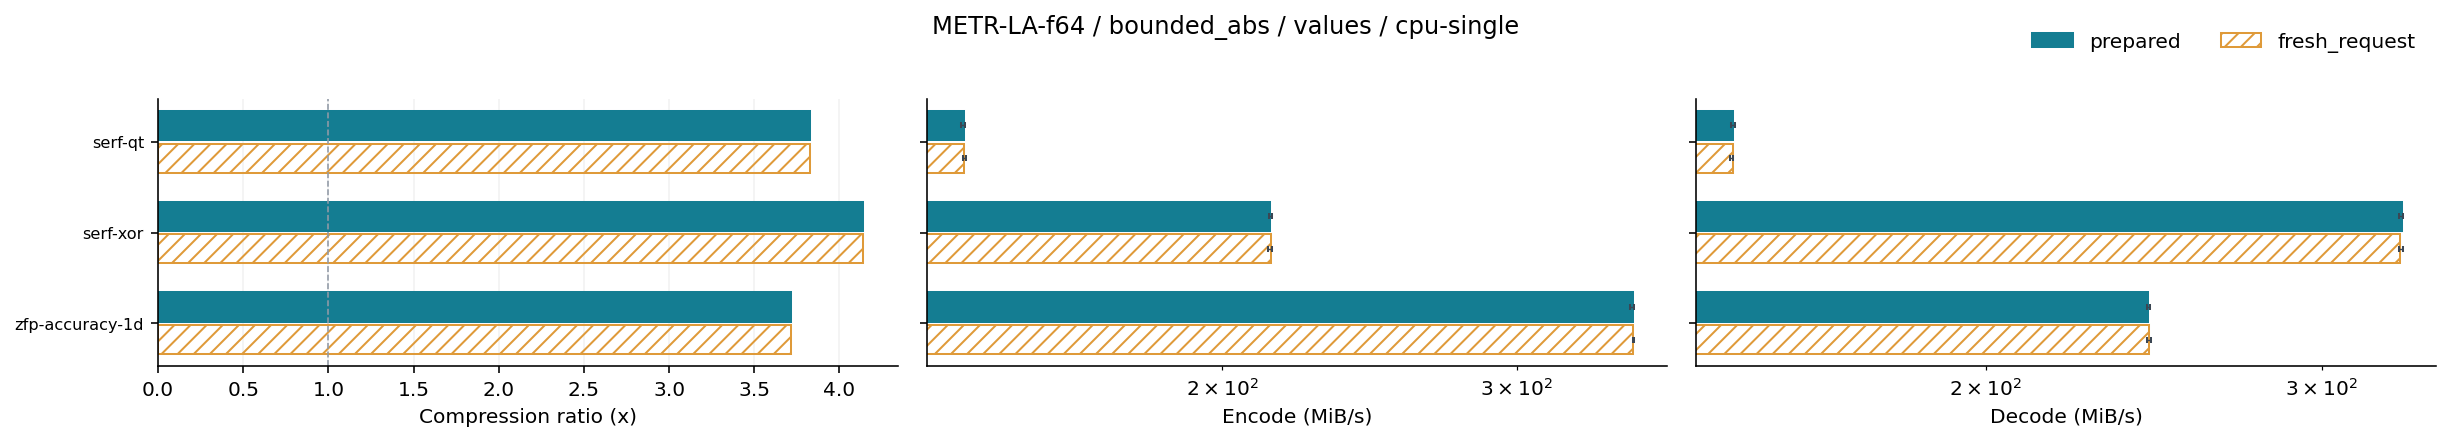 METR-LA-f64 / bounded_abs / values / cpu-single
prepared
fresh_request
serf-qt
serf-xor
zfp-accuracy-1d
0.0 0.5 1.0 1.5 2.0 2.5 3.0 3.5 4.0
Compression ratio (x)
2 × 10² 3 × 10²
Encode (MiB/s)
2 × 10² 3 × 10²
Decode (MiB/s)